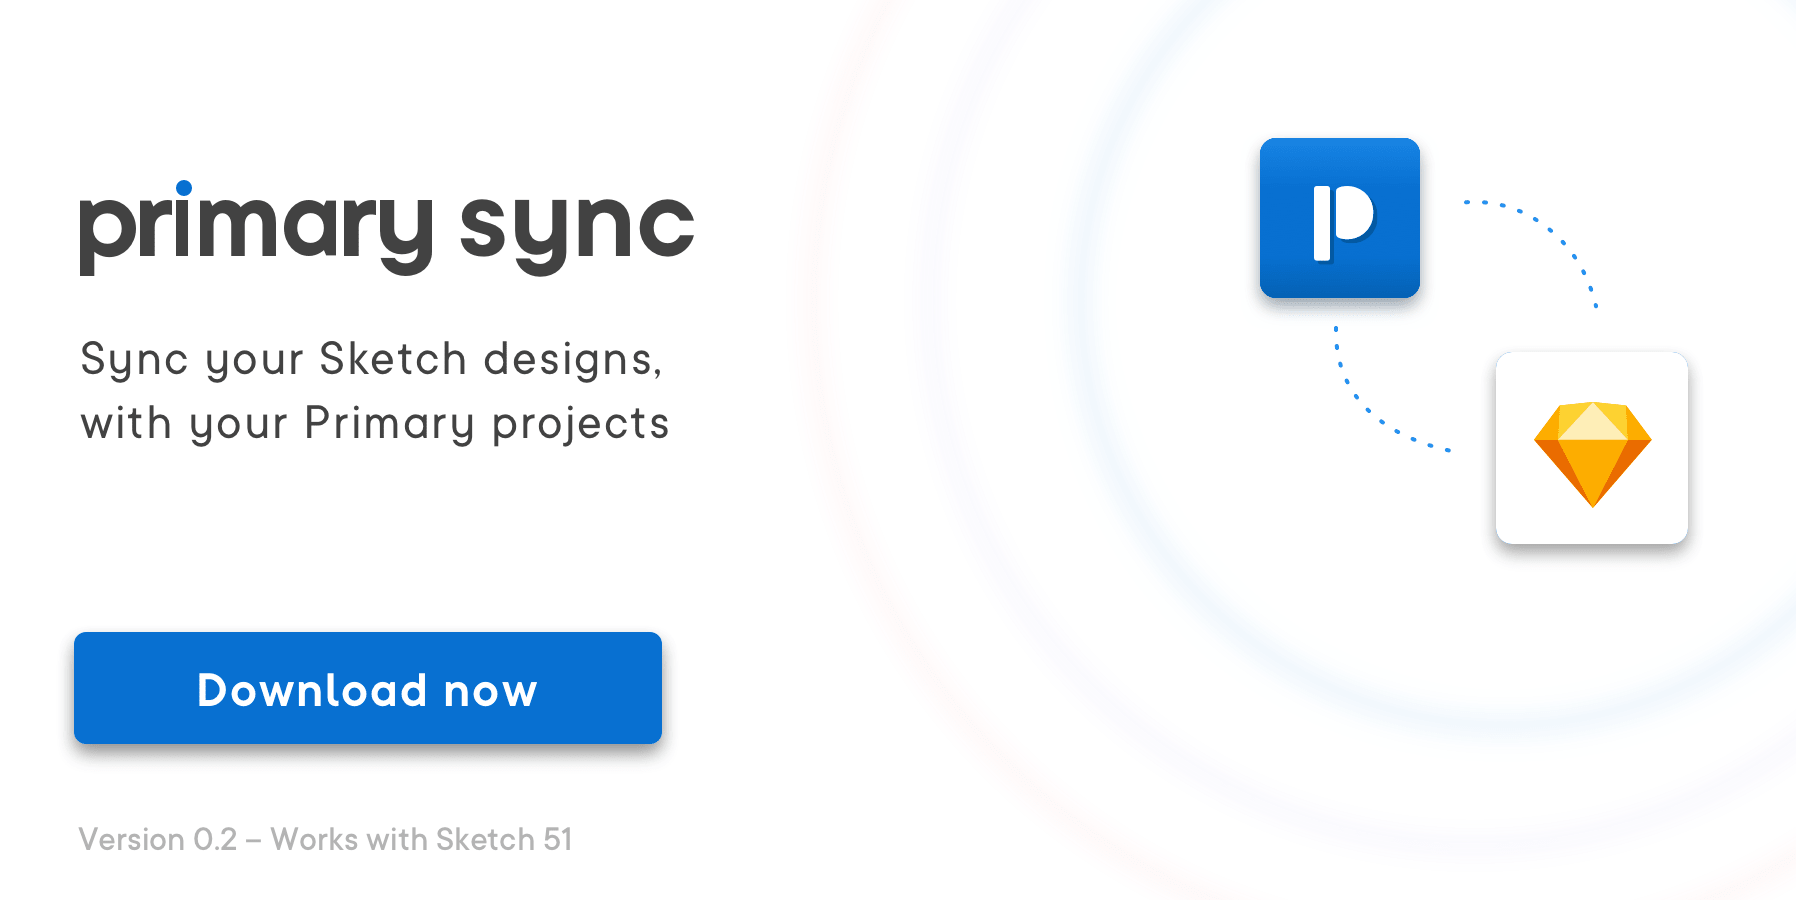 primary sync
Sync your Sketch designs,
with your Primary projects
Download now
Version 0.2 – Works with Sketch 51
p